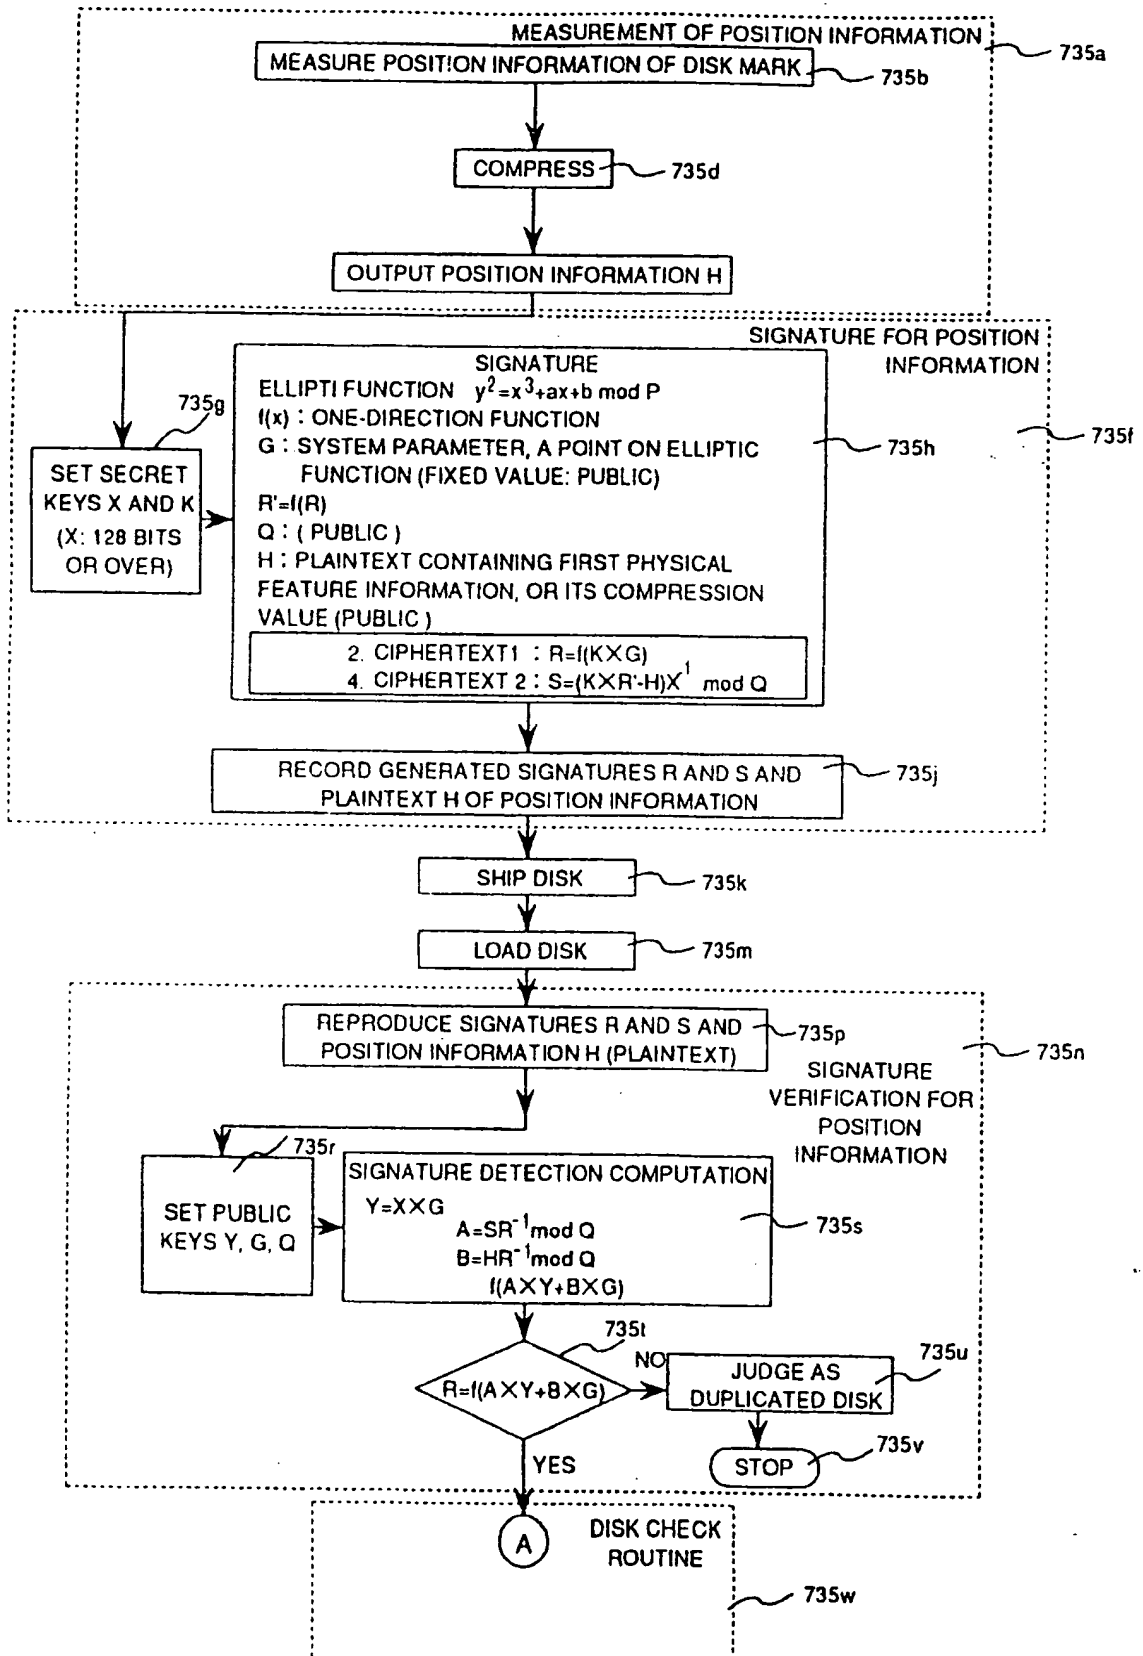 MEASUREMENT OF POSITION INFORMATION
735a
MEASURE POSITION INFORMATION OF DISK MARK
735b
COMPRESS
735d
OUTPUT POSITION INFORMATION H
SIGNATURE FOR POSITION
INFORMATION
735f
735g
SET SECRET
KEYS X AND K
(X: 128 BITS
OR OVER)
SIGNATURE
ELLIPTI FUNCTION y²=x³+ax+b mod P
f(x) : ONE-DIRECTION FUNCTION
G : SYSTEM PARAMETER, A POINT ON ELLIPTIC
FUNCTION (FIXED VALUE: PUBLIC)
R'=f(R)
Q : ( PUBLIC )
H : PLAINTEXT CONTAINING FIRST PHYSICAL
FEATURE INFORMATION, OR ITS COMPRESSION
VALUE (PUBLIC )
2. CIPHERTEXT1 : R=f(K×G)
4. CIPHERTEXT 2 : S=(K×R'-H)X¹ mod Q
735h
RECORD GENERATED SIGNATURES R AND S AND
PLAINTEXT H OF POSITION INFORMATION
735j
SHIP DISK
735k
LOAD DISK
735m
REPRODUCE SIGNATURES R AND S AND
POSITION INFORMATION H (PLAINTEXT)
735p
735n
SIGNATURE
VERIFICATION FOR
POSITION
INFORMATION
735r
SET PUBLIC
KEYS Y, G, Q
SIGNATURE DETECTION COMPUTATION
Y=X×G
A=SR⁻¹mod Q
B=HR⁻¹mod Q
f(A×Y+B×G)
735s
735t
R=f(A×Y+B×G)
NO
JUDGE AS
DUPLICATED DISK
735u
STOP
735v
YES
A
DISK CHECK
ROUTINE
735w